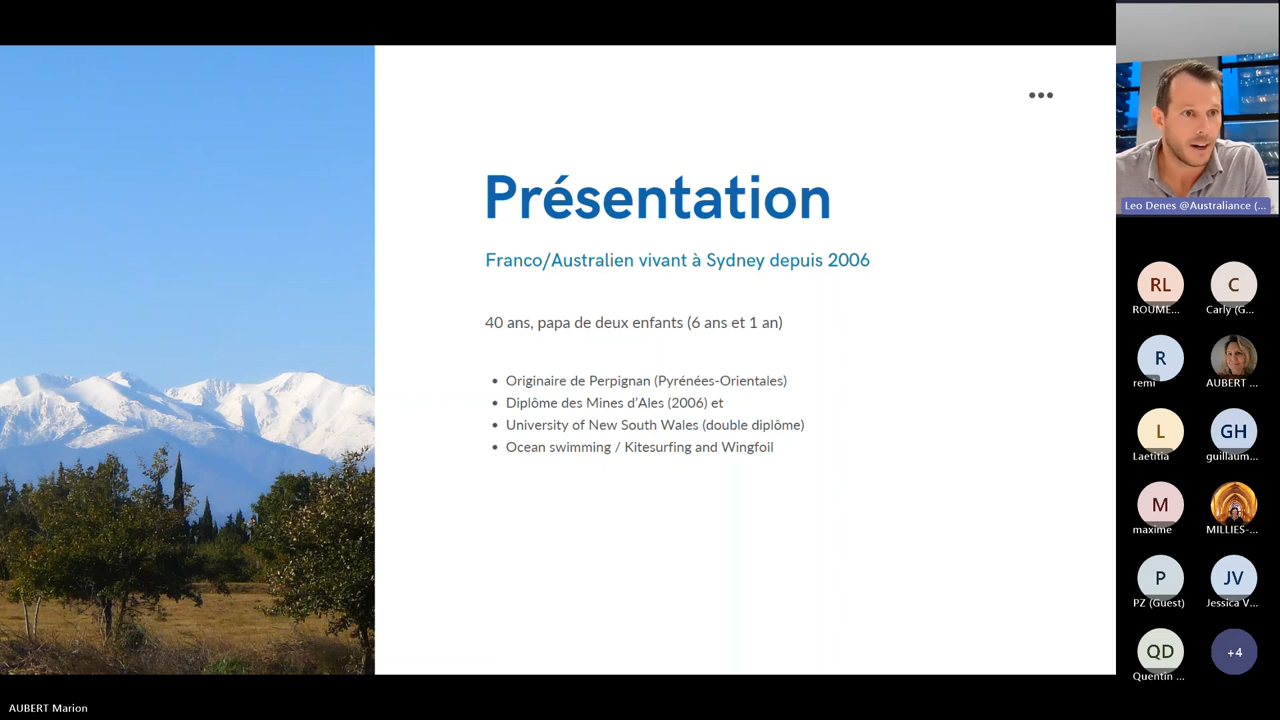 Présentation
Franco/Australien vivant à Sydney depuis 2006
40 ans, papa de deux enfants (6 ans et 1 an)
• Originaire de Perpignan (Pyrénées-Orientales)
• Diplôme des Mines d'Ales (2006) et
• University of New South Wales (double diplôme)
• Ocean swimming / Kitesurfing and Wingfoil
Leo Denes @Australiance (...
RL
ROUME...
C
Carly (G...
R
remi
AUBERT ...
L
Laetitia
GH
guillaum...
M
maxime
MILLIES-...
P
PZ (Guest)
JV
Jessica V...
QD
Quentin ...
+4
AUBERT Marion